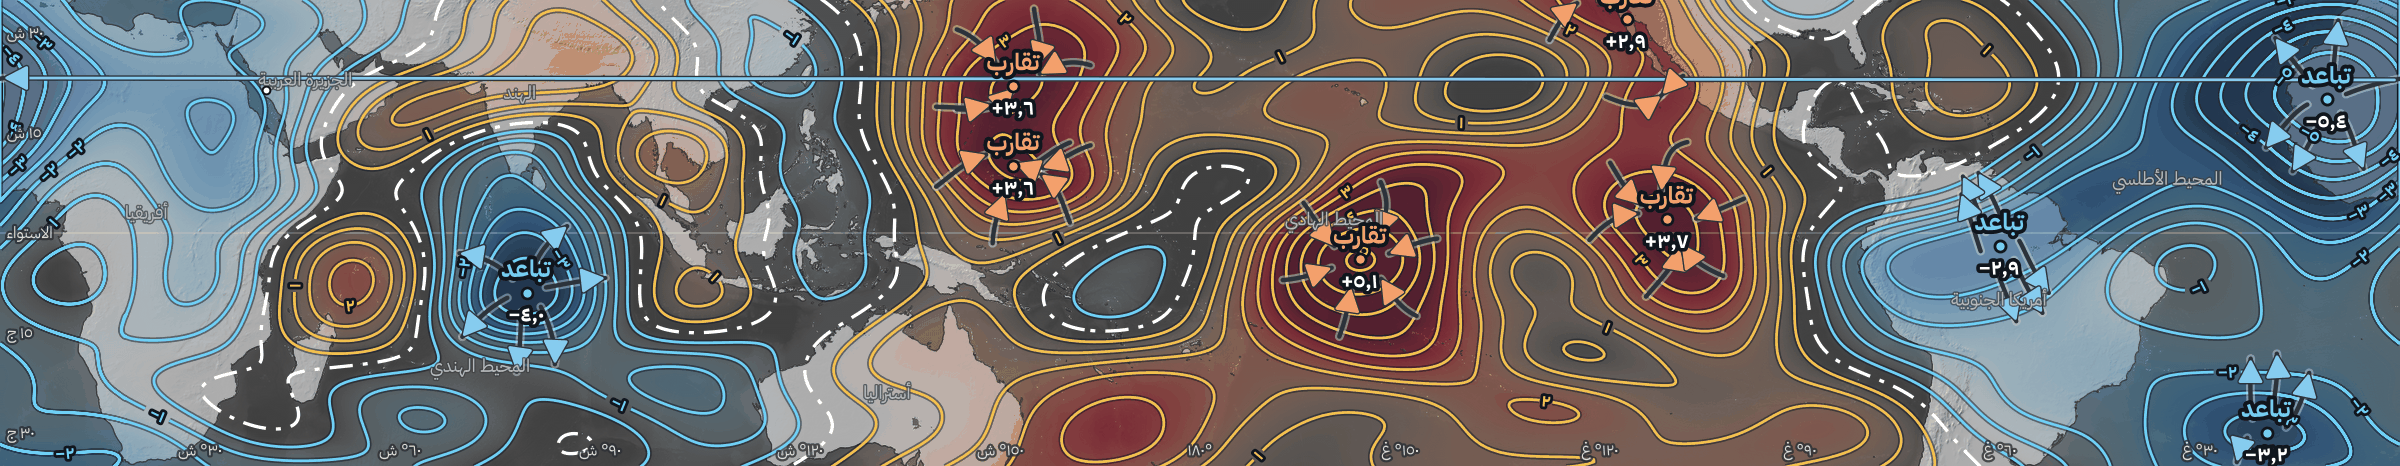 تقارب
+٢,٩
٣٠ ش
الجزيرة العربية
الهند
تقارب
+٣,٦
تقارب
+٣,٦
تباعد
-٥,٤
١٥ ش
أفريقيا
المحيط الأطلسي
الاستواء
المحيط الهادي
تقارب
+٥,١
تقارب
+٣,٧
تباعد
-٢,٩
أمريكا الجنوبية
تباعد
-٤,٠
المحيط الهندي
١٥ ج
أستراليا
تباعد
-٣,٢
٣٠ ج
٣٠° ش
٦٠° ش
٩٠° ش
١٢٠° ش
١٥٠° ش
١٨٠°
١٥٠° غ
١٢٠° غ
٩٠° غ
٦٠° غ
٣٠° غ